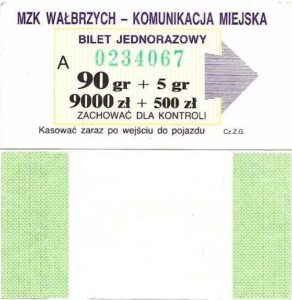 MZK WAŁBRZYCH – KOMUNIKACJA MIEJSKA
BILET JEDNORAZOWY
A 0234067
90 gr + 5 gr
9000 zł + 500 zł
ZACHOWAĆ DLA KONTROLI
Kasować zaraz po wejściu do pojazdu Cz.Z.G.